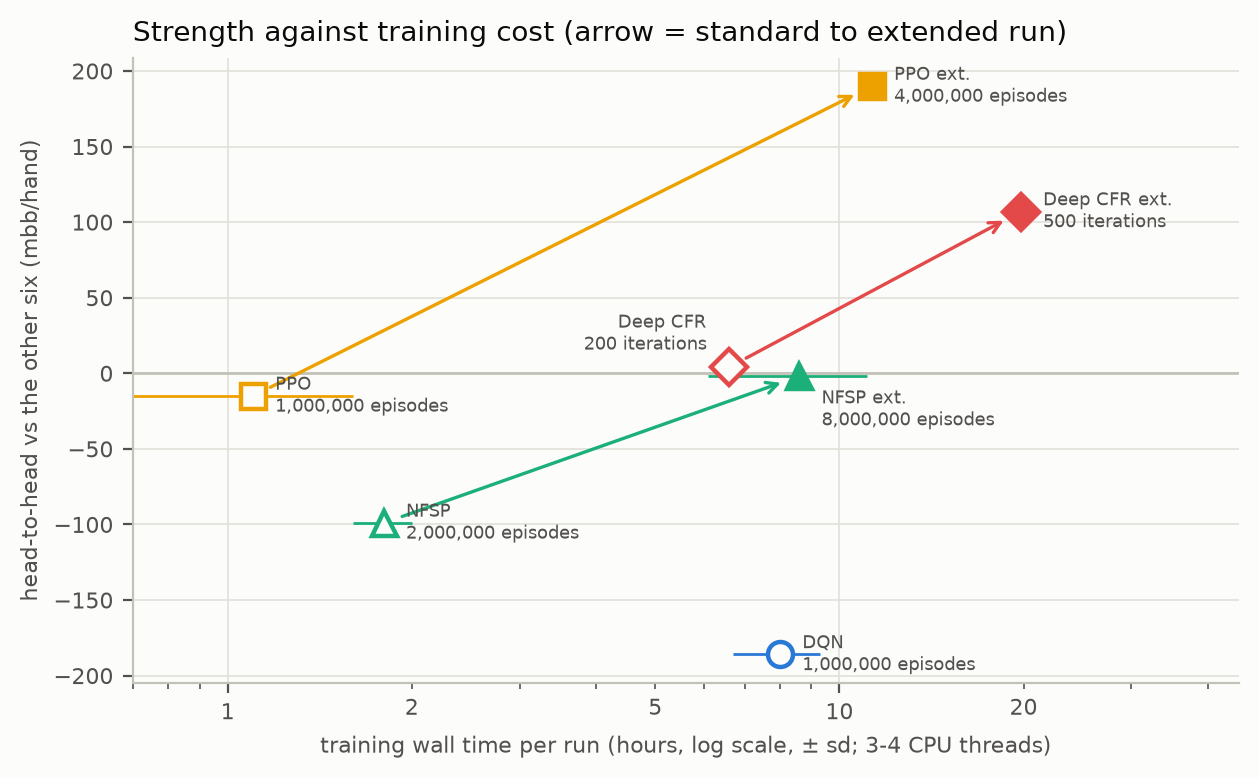 Strength against training cost (arrow = standard to extended run)
head-to-head vs the other six (mbb/hand)
200
150
100
50
0
−50
−100
−150
−200
PPO ext.
4,000,000 episodes
Deep CFR ext.
500 iterations
Deep CFR
200 iterations
PPO
1,000,000 episodes
NFSP ext.
8,000,000 episodes
NFSP
2,000,000 episodes
DQN
1,000,000 episodes
1
2
5
10
20
training wall time per run (hours, log scale, ± sd; 3-4 CPU threads)